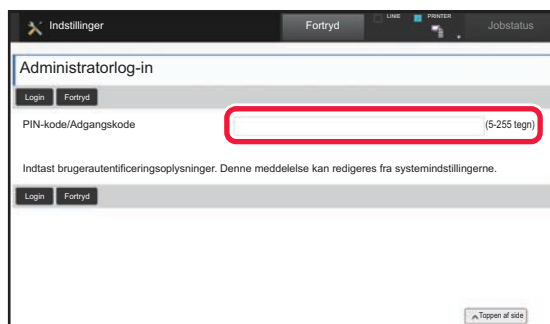 Indstillinger
Fortryd
LINIE
PRINTER
Jobstatus
Administratorlog-in
Login
Fortryd
PIN-kode/Adgangskode
(5-255 tegn)
Indtast brugerautentificeringsoplysninger. Denne meddelelse kan redigeres fra systemindstillingerne.
Login
Fortryd
Toppen af side